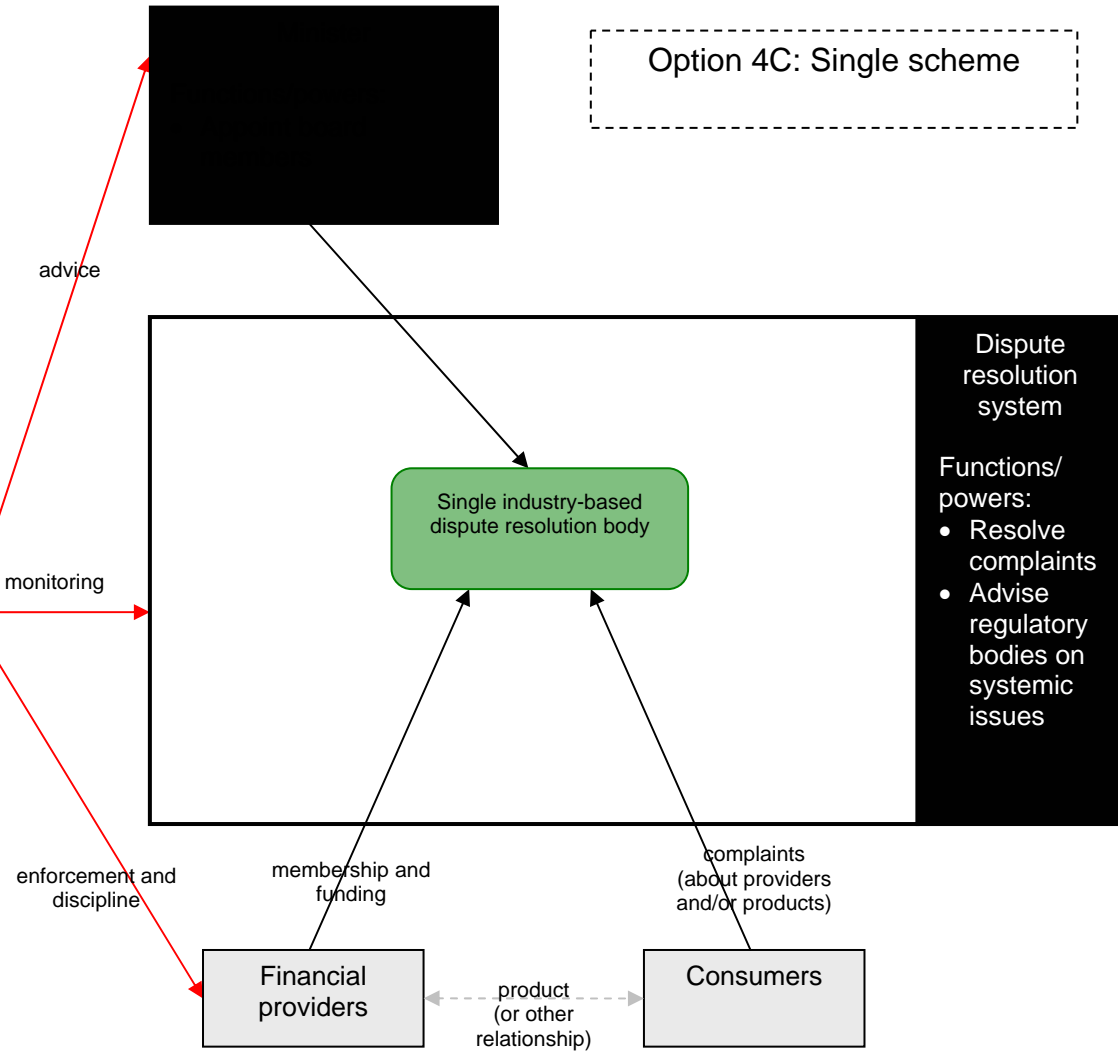 Option 4C: Single scheme
advice
Dispute
resolution
system
Functions/
powers:
• Resolve
complaints
• Advise
regulatory
bodies on
systemic
issues
Single industry-based
dispute resolution body
monitoring
enforcement and
discipline
membership and
funding
complaints
(about providers
and/or products)
Financial
providers
product
(or other
relationship)
Consumers